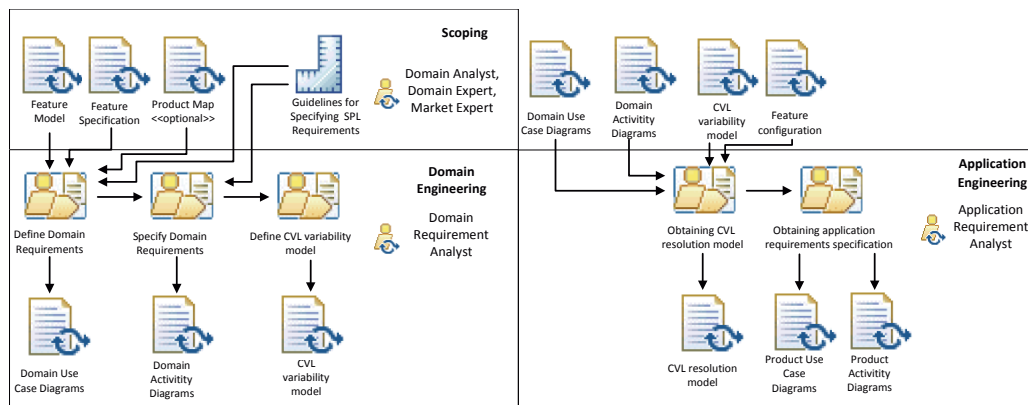 Scoping
Feature
Model
Feature
Specification
Product Map
<<optional>>
Guidelines for
Specifying SPL
Requirements
Domain Analyst,
Domain Expert,
Market Expert
Domain
Engineering
Domain
Requirement
Analyst
Define Domain
Requirements
Specify Domain
Requirements
Define CVL variability
model
Domain Use
Case Diagrams
Domain
Activitity
Diagrams
CVL
variability
model
Domain Use
Case Diagrams
Domain
Activitity
Diagrams
CVL
variability
model
Feature
configuration
Application
Engineering
Application
Requirement
Analyst
Obtaining CVL
resolution model
Obtaining application
requirements specification
CVL resolution
model
Product Use
Case
Diagrams
Product
Activitity
Diagrams